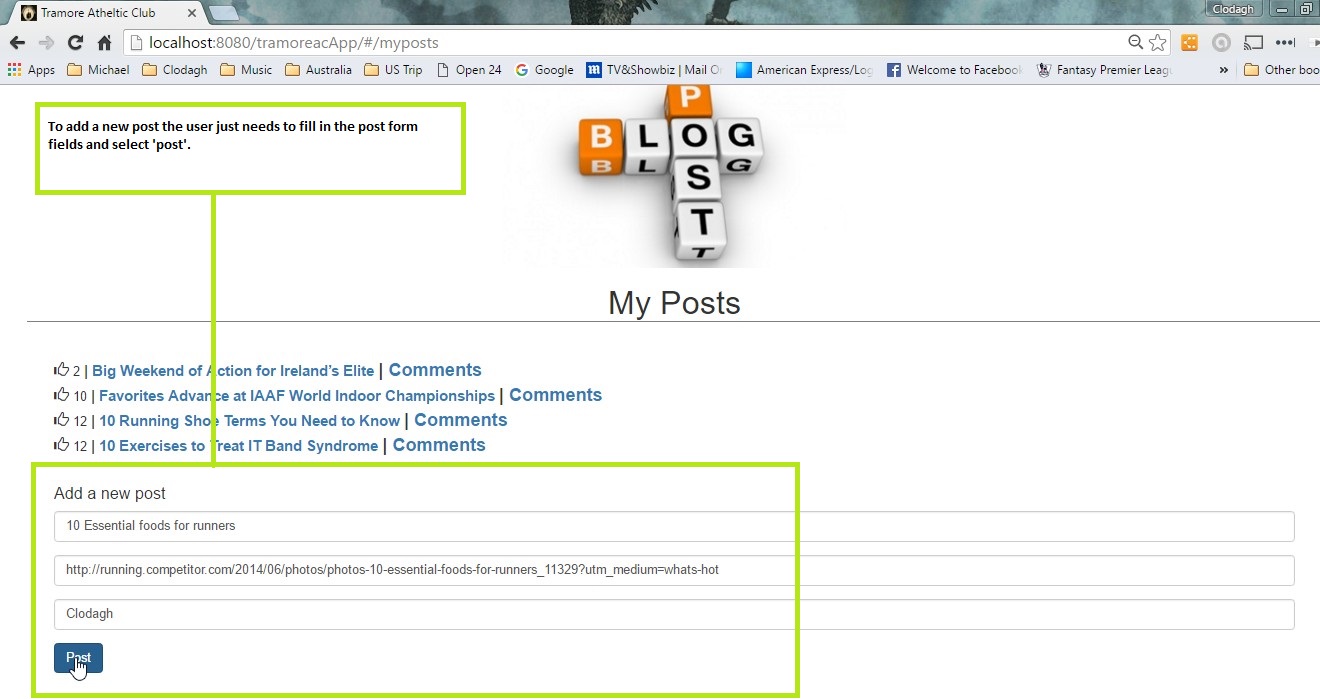 Tramore Atheltic Club
Clodagh
localhost:8080/tramoreacApp/#/myposts
Apps Michael Clodagh Music Australia US Trip Open 24 Google TV&Showbiz | Mail Or American Express/Log Welcome to Facebook Fantasy Premier Leagu » Other boo
To add a new post the user just needs to fill in the post form
fields and select 'post'.
P
BLOG
S
T
My Posts
2 | Big Weekend of Action for Ireland’s Elite | Comments
10 | Favorites Advance at IAAF World Indoor Championships | Comments
12 | 10 Running Shoe Terms You Need to Know | Comments
12 | 10 Exercises to Treat IT Band Syndrome | Comments
Add a new post
10 Essential foods for runners
http://running.competitor.com/2014/06/photos/photos-10-essential-foods-for-runners_11329?utm_medium=whats-hot
Clodagh
Post